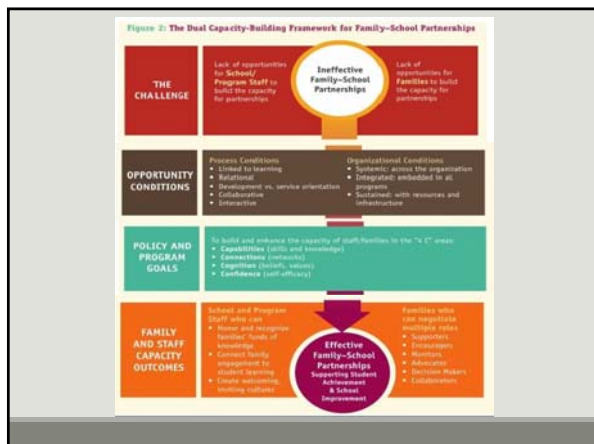 Figure 2: The Dual Capacity-Building Framework for Family–School Partnerships
THE
CHALLENGE
Lack of opportunities
for School/
Program Staff to
build the capacity
for partnerships
Ineffective
Family–School
Partnerships
Lack of
opportunities for
Families to build
the capacity for
partnerships
OPPORTUNITY
CONDITIONS
Process Conditions
• Linked to learning
• Relational
• Development vs. service orientation
• Collaborative
• Interactive
Organizational Conditions
• Systemic: across the organization
• Integrated: embedded in all
programs
• Sustained: with resources and
infrastructure
POLICY AND
PROGRAM
GOALS
To build and enhance the capacity of staff/families in the "4 C" areas:
• Capabilities (skills and knowledge)
• Connections (networks)
• Cognition (beliefs, values)
• Confidence (self-efficacy)
FAMILY
AND STAFF
CAPACITY
OUTCOMES
School and Program
Staff who can
• Honor and recognize
families' funds of
knowledge
• Connect family
engagement to
student learning
• Create welcoming,
inviting cultures
Effective
Family–School
Partnerships
Supporting Student
Achievement
& School
Improvement
Families who
can negotiate
multiple roles
• Supporters
• Encouragers
• Monitors
• Advocates
• Decision Makers
• Collaborators